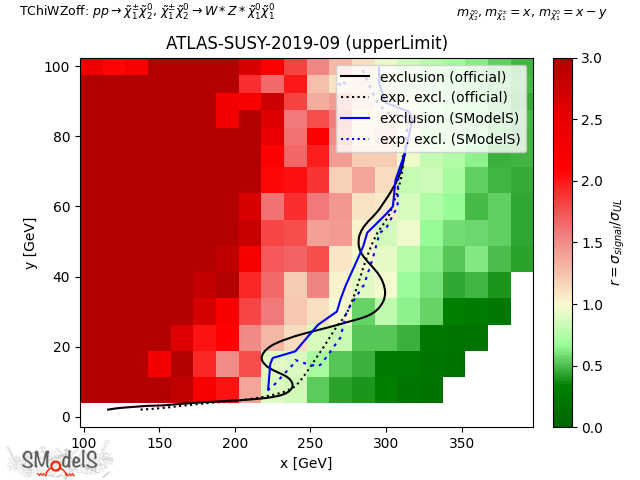 TChiWZoff: pp → χ̃₁^±χ̃₂⁰, χ̃₁^±χ̃₂⁰ → W*Z*χ̃₁⁰χ̃₁⁰
m_χ̃₂⁰, m_χ̃₁^± = x, m_χ̃₁⁰ = x − y
ATLAS-SUSY-2019-09 (upperLimit)
exclusion (official)
exp. excl. (official)
exclusion (SModelS)
exp. excl. (SModelS)
y [GeV]
100
80
60
40
20
0
100 150 200 250 300 350
x [GeV]
3.0
2.5
2.0
1.5
1.0
0.5
0.0
r = σ_signal/σ_UL
SModelS